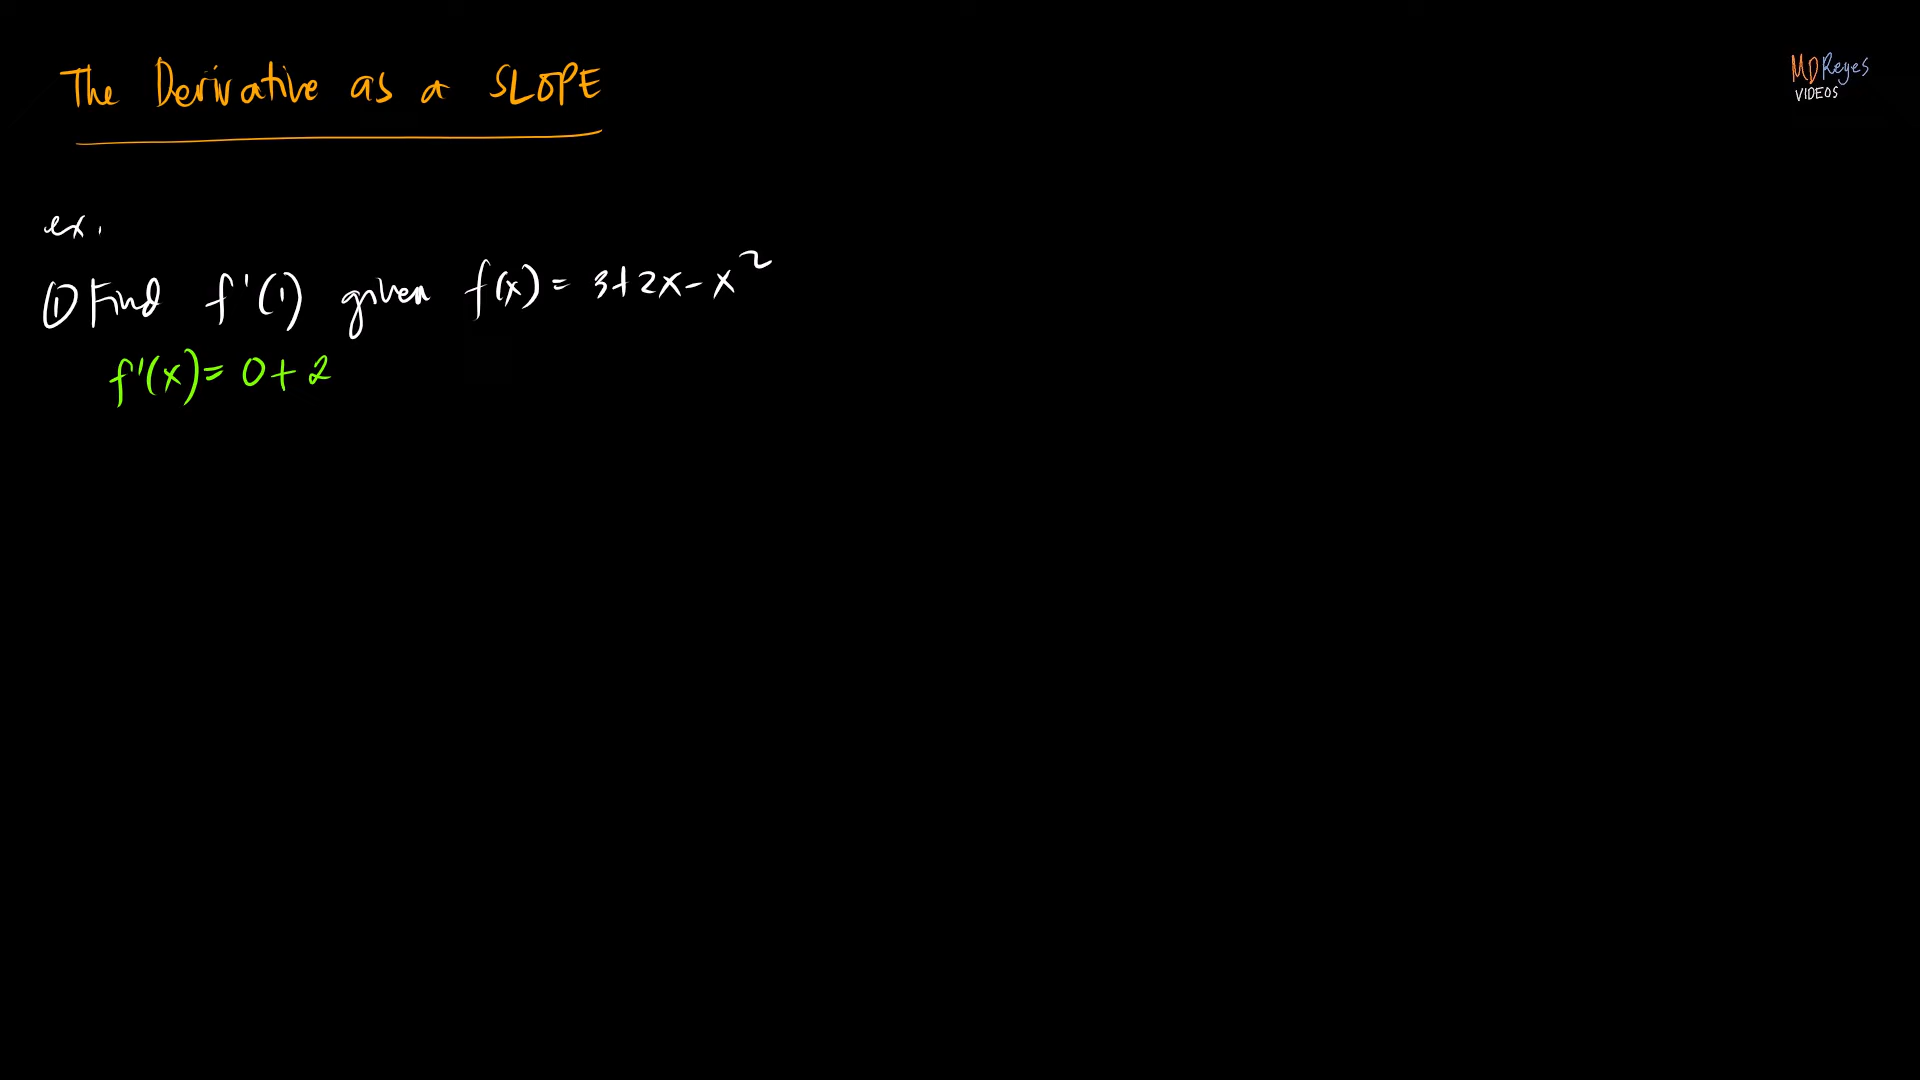 The Derivative as a SLOPE
MDReyes
VIDEOS
ex.
① Find f'(1) given f(x) = 3+2x-x²
f'(x) = 0+2